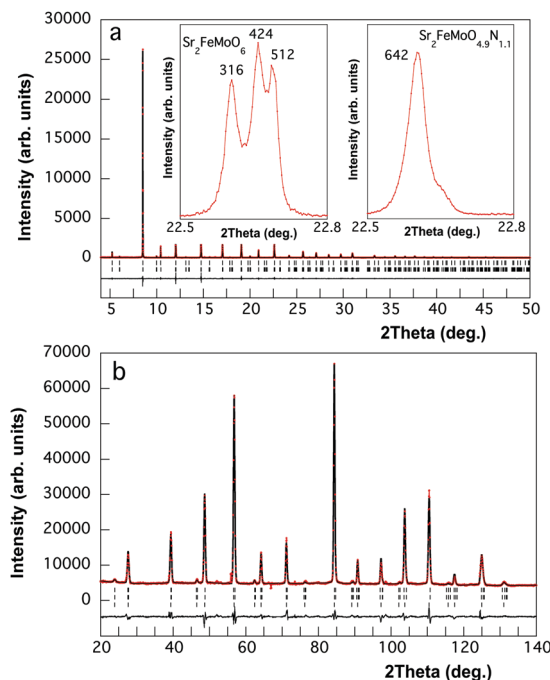 a
Intensity (arb. units)
30000
25000
20000
15000
10000
5000
0
Sr2FeMoO6
316
424
512
Intensity (arb. units)
22.5
22.8
2Theta (deg.)
Sr2FeMoO4.9N1.1
642
Intensity (arb. units)
22.5
22.8
2Theta (deg.)
5 10 15 20 25 30 35 40 45 50
2Theta (deg.)
b
Intensity (arb. units)
70000
60000
50000
40000
30000
20000
10000
0
20 40 60 80 100 120 140
2Theta (deg.)